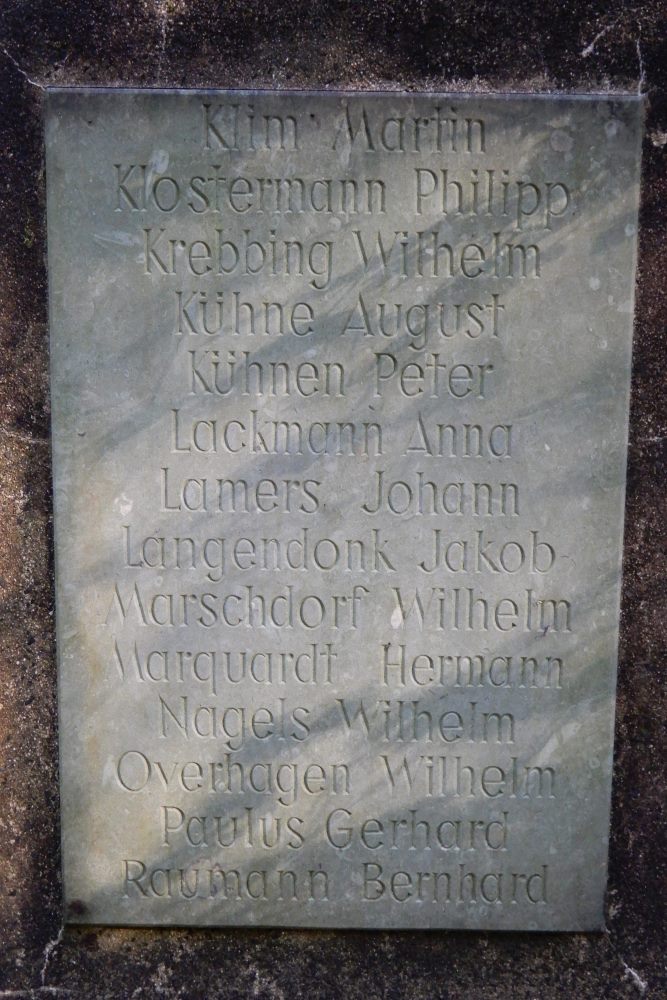 Klim Martin
Klostermann Philipp
Krebbing Wilhelm
Kühne August
Kühnen Peter
Lackmann Anna
Lamers Johann
Langendonk Jakob
Marschdorf Wilhelm
Marquardt Hermann
Nagels Wilhelm
Overhagen Wilhelm
Paulus Gerhard
Raumann Bernhard